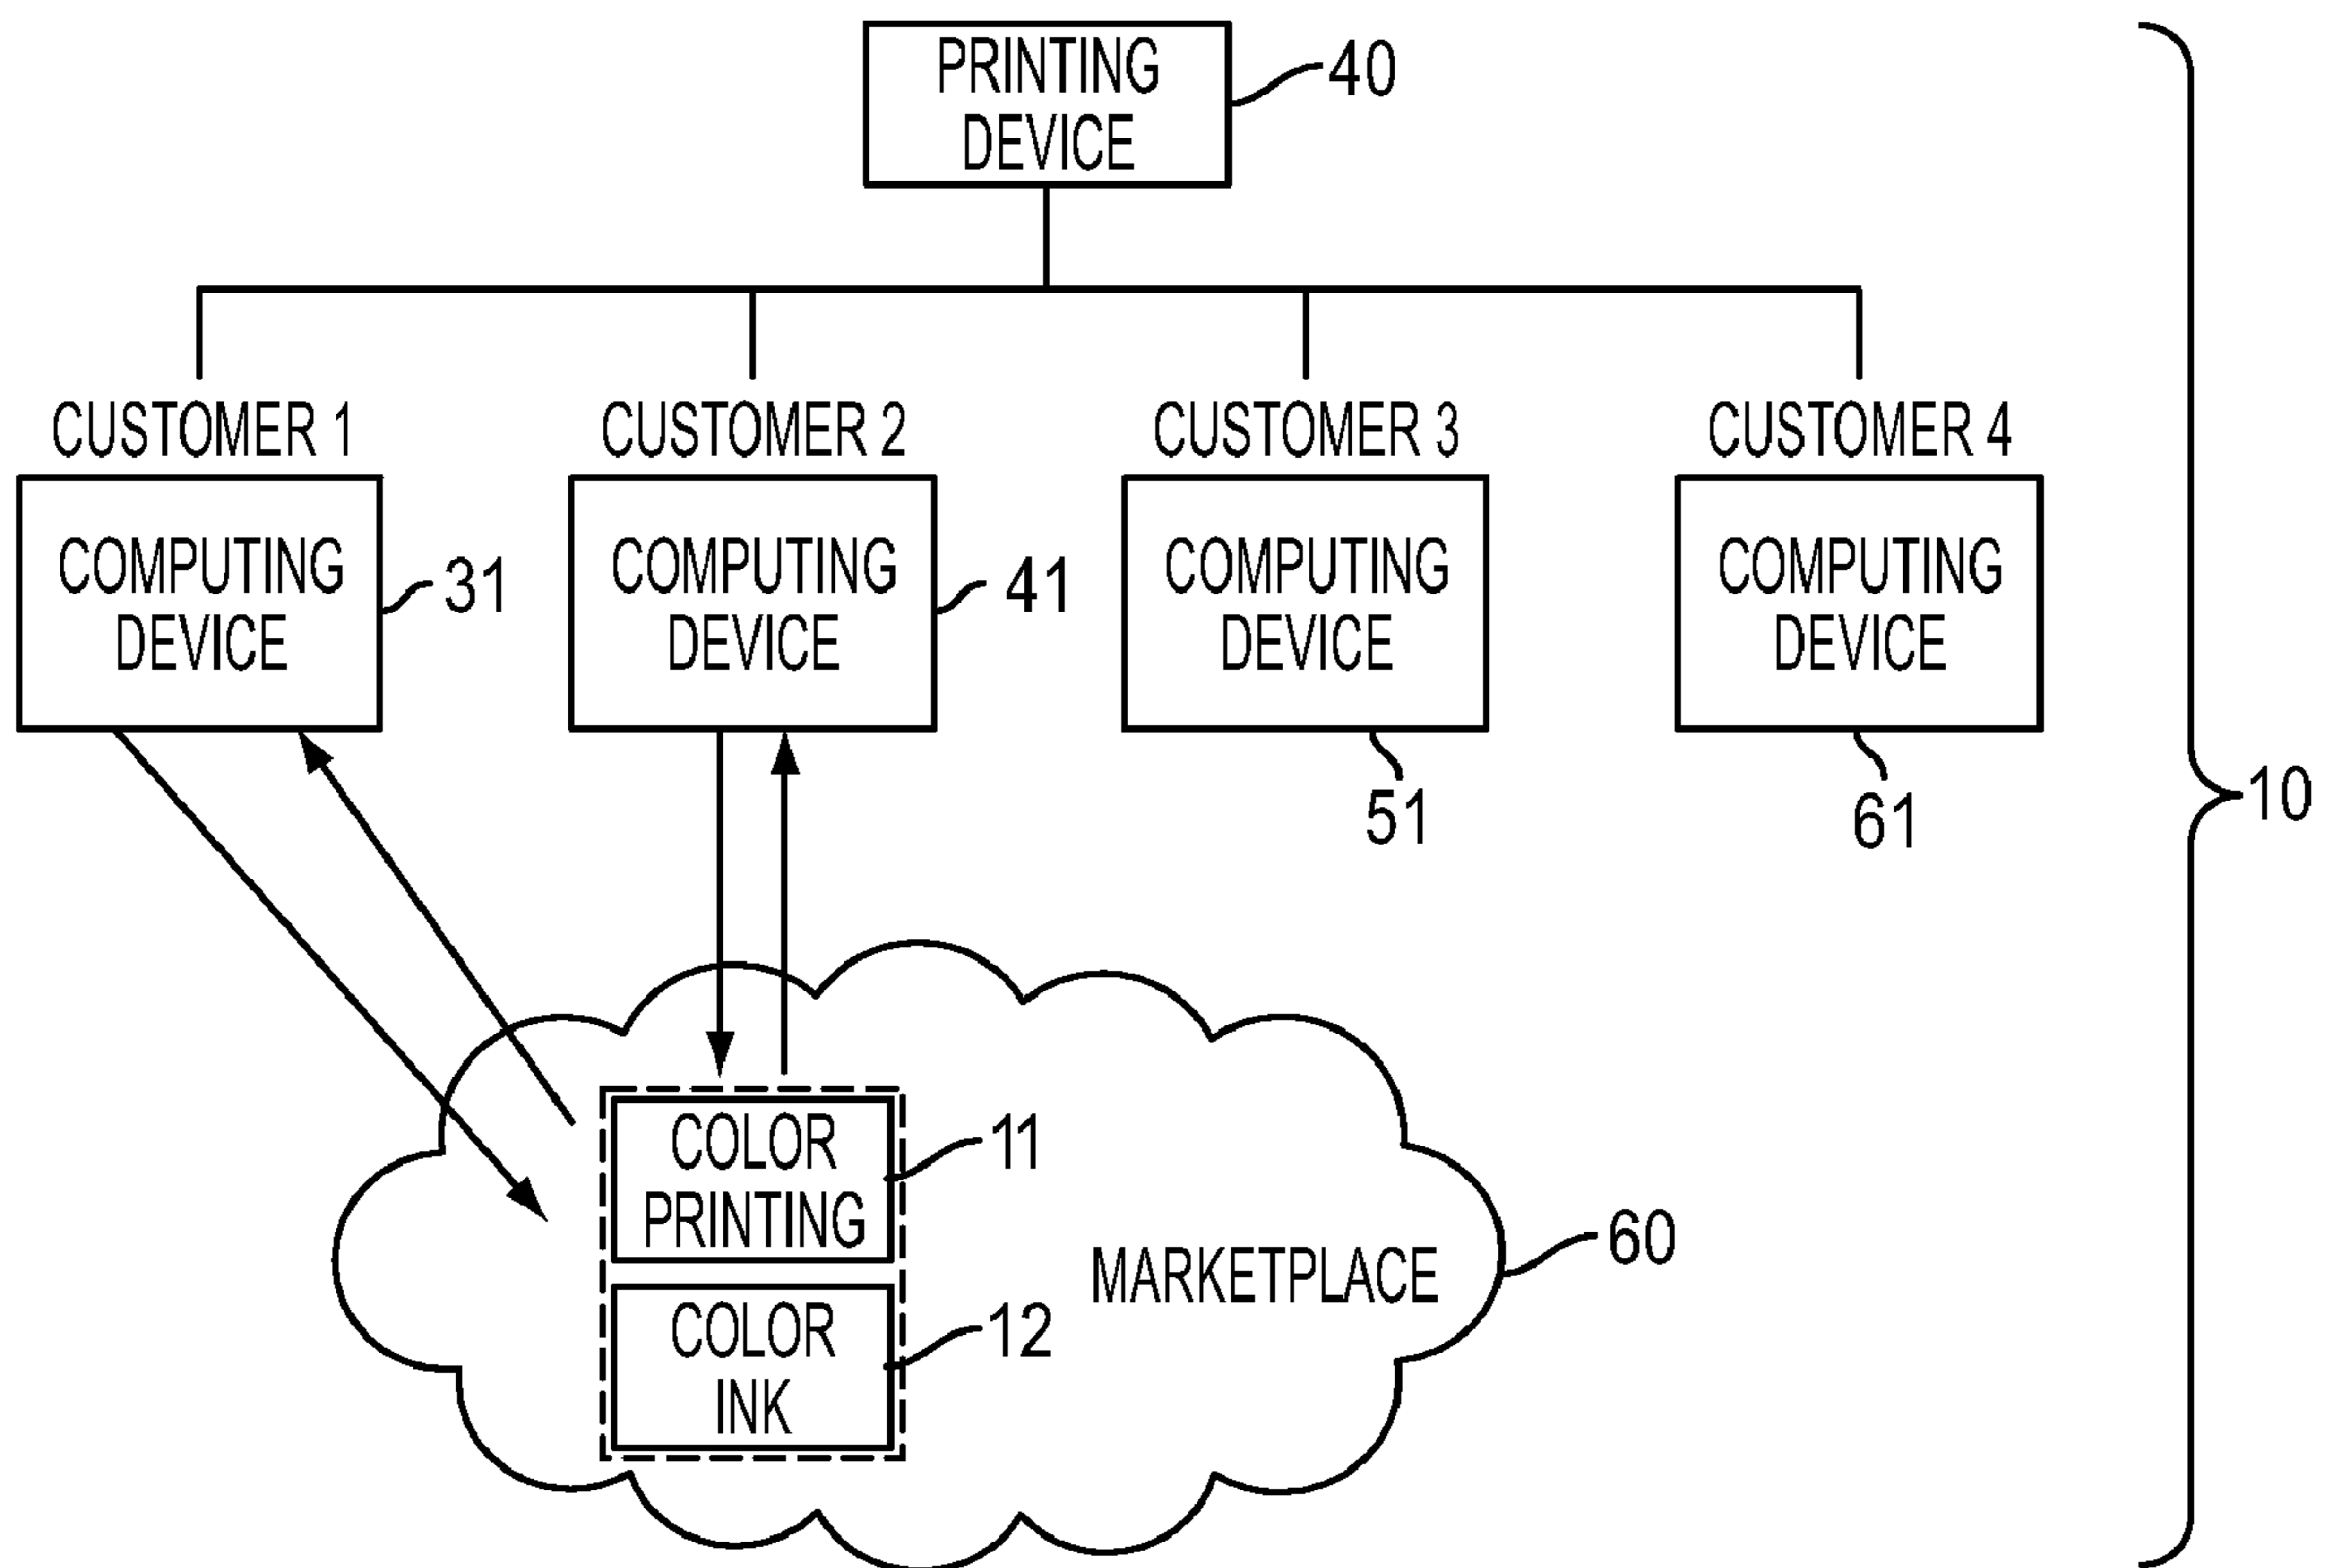 PRINTING
DEVICE
40
CUSTOMER 1
CUSTOMER 2
CUSTOMER 3
CUSTOMER 4
COMPUTING
DEVICE
31
COMPUTING
DEVICE
41
COMPUTING
DEVICE
51
COMPUTING
DEVICE
61
10
COLOR
PRINTING
11
COLOR
INK
12
MARKETPLACE
60